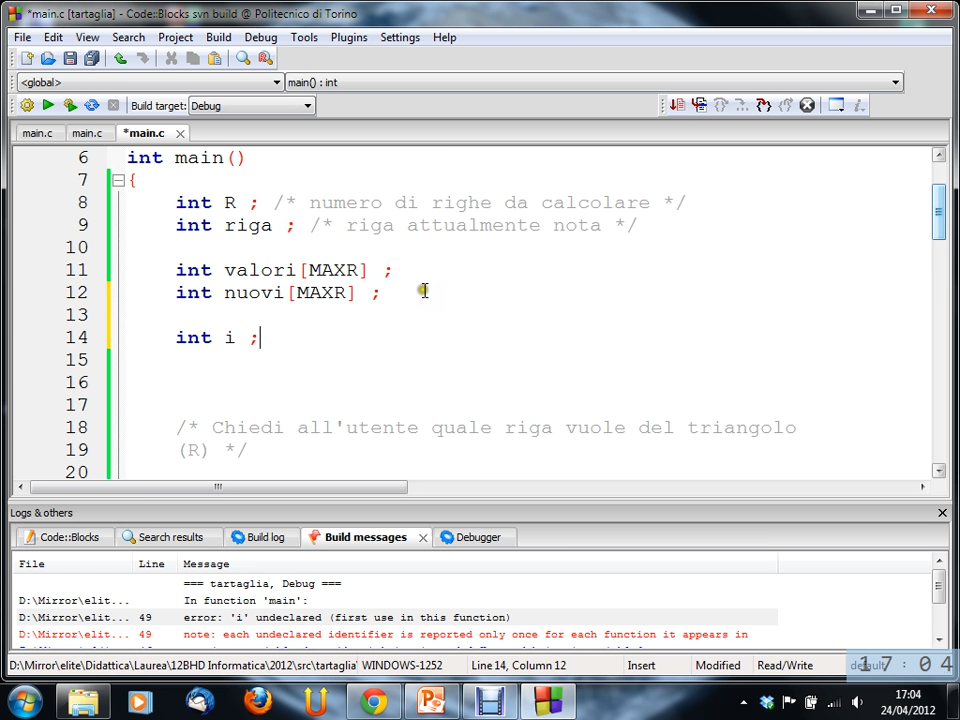 *main.c [tartaglia] - Code::Blocks svn build @ Politecnico di Torino
File Edit View Search Project Build Debug Tools Plugins Settings Help
<global> main() : int
Build target: Debug
main.c main.c *main.c
6 int main()
7 {
8 int R ; /* numero di righe da calcolare */
9 int riga ; /* riga attualmente nota */
10
11 int valori[MAXR] ;
12 int nuovi[MAXR] ;
13
14 int i ;
15
16
17
18 /* Chiedi all'utente quale riga vuole del triangolo
19 (R) */
20
Logs & others
Code::Blocks Search results Build log Build messages Debugger
File Line Message
=== tartaglia, Debug ===
D:\Mirror\elit... In function 'main':
D:\Mirror\elit... 49 error: 'i' undeclared (first use in this function)
D:\Mirror\elit... 49 note: each undeclared identifier is reported only once for each function it appears in
D:\Mirror\elite\Didattica\Laurea\12BHD Informatica\2012\src\tartaglia\ WINDOWS-1252 Line 14, Column 12 Insert Modified Read/Write default
17:04
17:04
24/04/2012